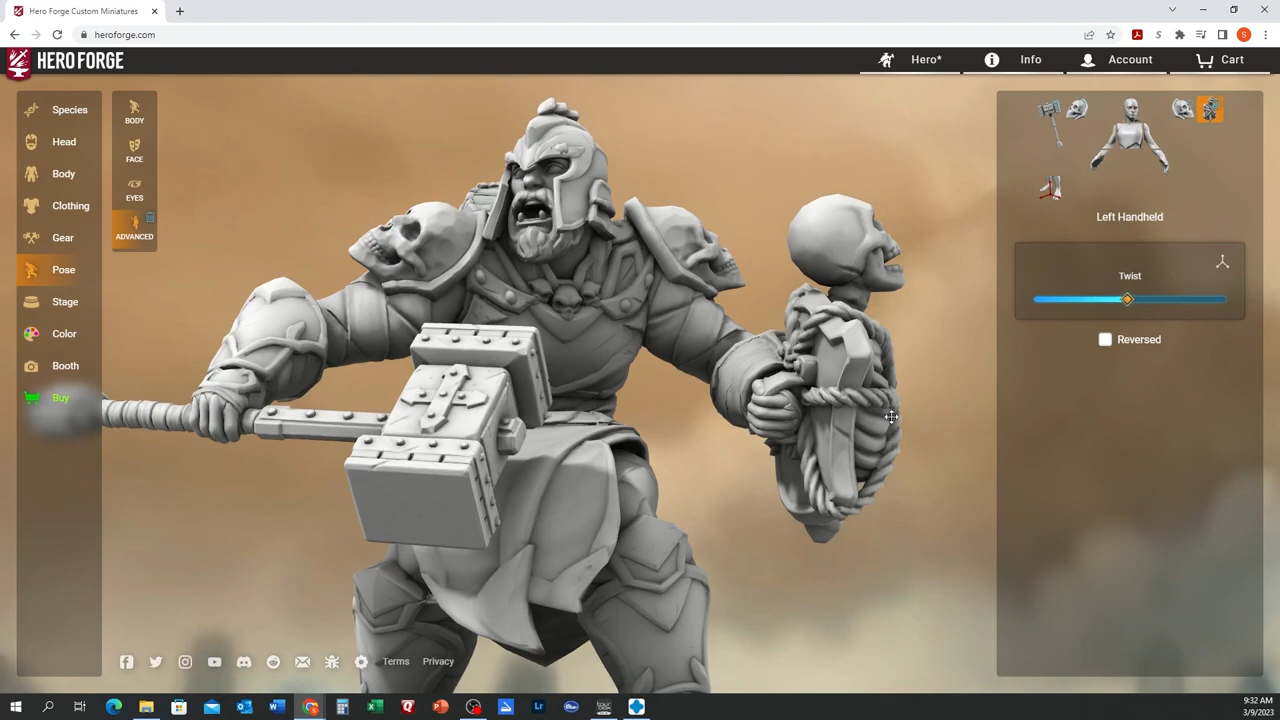 Hero Forge Custom Miniatures
heroforge.com
S
S
HERO FORGE
Hero*
Info
Account
Cart
Species
Head
Body
Clothing
Gear
Pose
Stage
Color
Booth
Buy
BODY
FACE
EYES
ADVANCED
Left Handheld
Twist
Reversed
Terms
Privacy
9:32 AM
3/9/2023